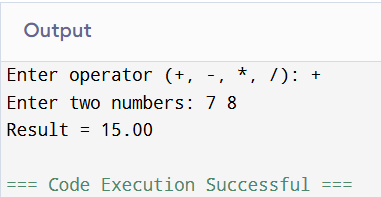 Output
Enter operator (+, -, *, /): +
Enter two numbers: 7 8
Result = 15.00
=== Code Execution Successful ===